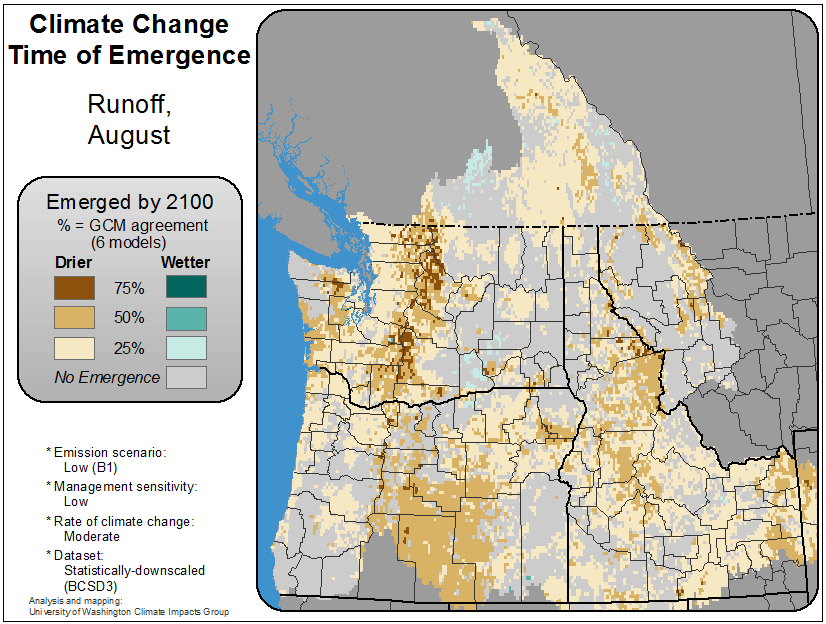 Climate Change
Time of Emergence
Runoff,
August
Emerged by 2100
% = GCM agreement
(6 models)
Drier Wetter
75%
50%
25%
No Emergence
* Emission scenario:
Low (B1)
* Management sensitivity:
Low
* Rate of climate change:
Moderate
* Dataset:
Statistically-downscaled
(BCSD3)
Analysis and mapping:
University of Washington Climate Impacts Group